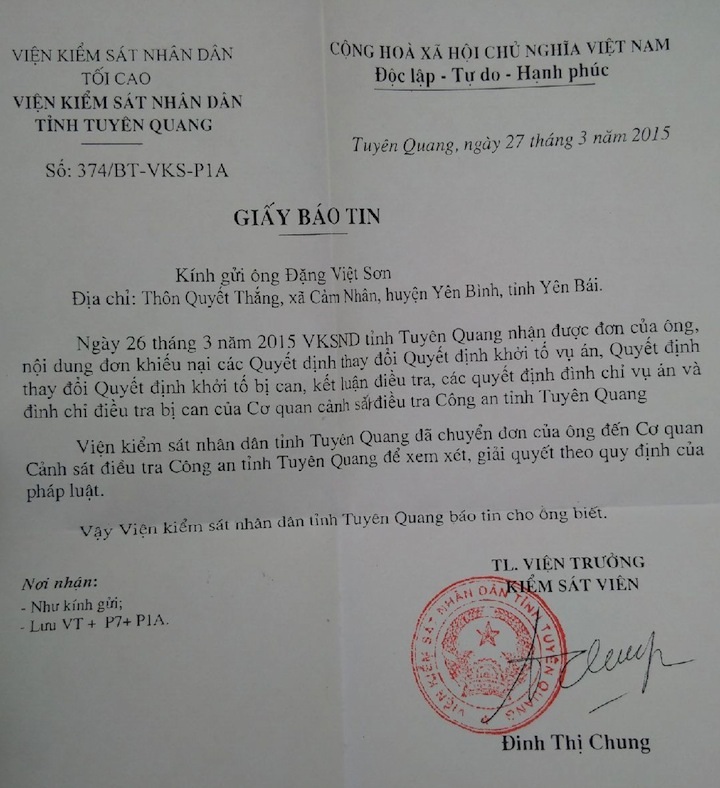 VIỆN KIỂM SÁT NHÂN DÂN
TỐI CAO
VIỆN KIỂM SÁT NHÂN DÂN
TỈNH TUYÊN QUANG
Số: 374/BT-VKS-P1A
CỘNG HOÀ XÃ HỘI CHỦ NGHĨA VIỆT NAM
Độc lập - Tự do - Hạnh phúc
Tuyên Quang, ngày 27 tháng 3 năm 2015
GIẤY BÁO TIN
Kính gửi ông Đặng Việt Sơn
Địa chỉ: Thôn Quyết Thắng, xã Cảm Nhân, huyện Yên Bình, tỉnh Yên Bái.
Ngày 26 tháng 3 năm 2015 VKSND tỉnh Tuyên Quang nhận được đơn của ông,
nội dung đơn khiếu nại các Quyết định thay đổi Quyết định khởi tố vụ án, Quyết định
thay đổi Quyết định khởi tố bị can, kết luận điều tra, các quyết định đình chỉ vụ án và
đình chỉ điều tra bị can của Cơ quan cảnh sát điều tra Công an tỉnh Tuyên Quang
Viện kiểm sát nhân dân tỉnh Tuyên Quang đã chuyển đơn của ông đến Cơ quan
Cảnh sát điều tra Công an tỉnh Tuyên Quang để xem xét, giải quyết theo quy định của
pháp luật.
Vậy Viện kiểm sát nhân dân tỉnh Tuyên Quang báo tin cho ông biết.
Nơi nhận:
- Như kính gửi;
- Lưu VT + P7+ P1A.
TL. VIỆN TRƯỞNG
KIỂM SÁT VIÊN
VIỆN KIỂM SÁT NHÂN DÂN TỈNH TUYÊN QUANG
Đinh Thị Chung